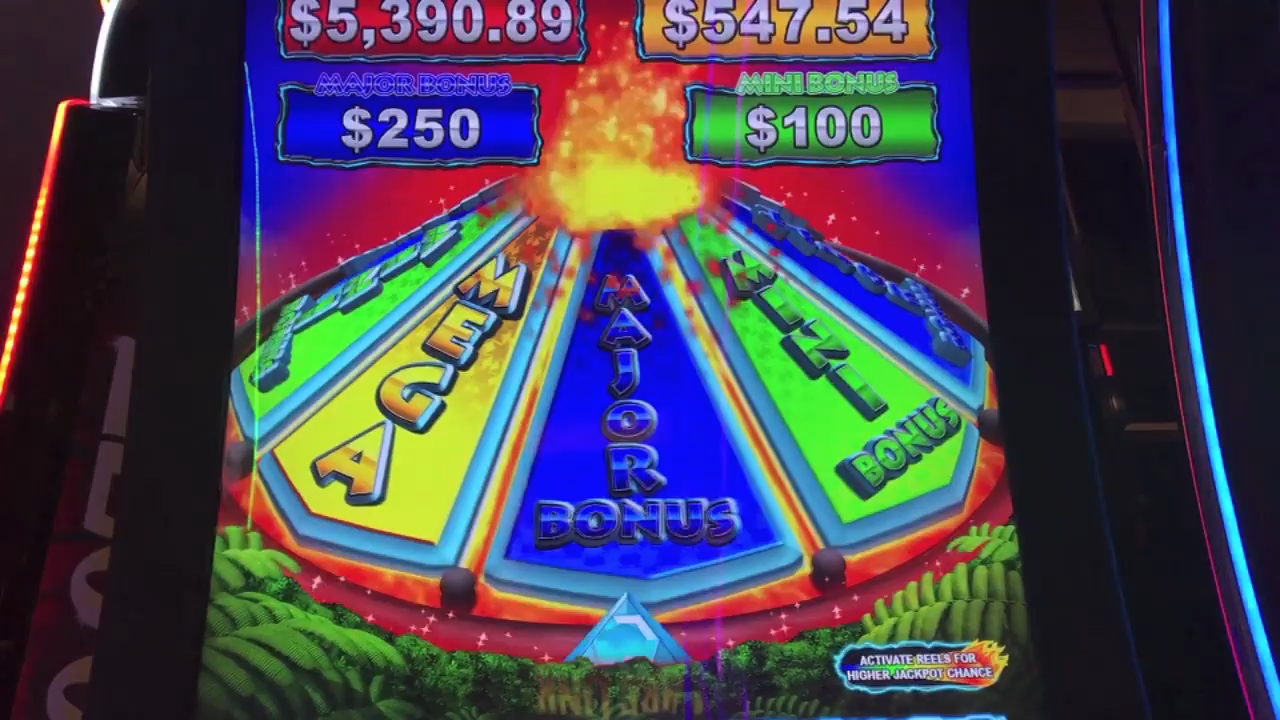 $5,390.89 $547.54
MAJOR BONUS MINI BONUS
$250 $100
MEGA
MAJOR
BONUS
MINI
BONUS
ACTIVATE REELS FOR
HIGHER JACKPOT CHANCE